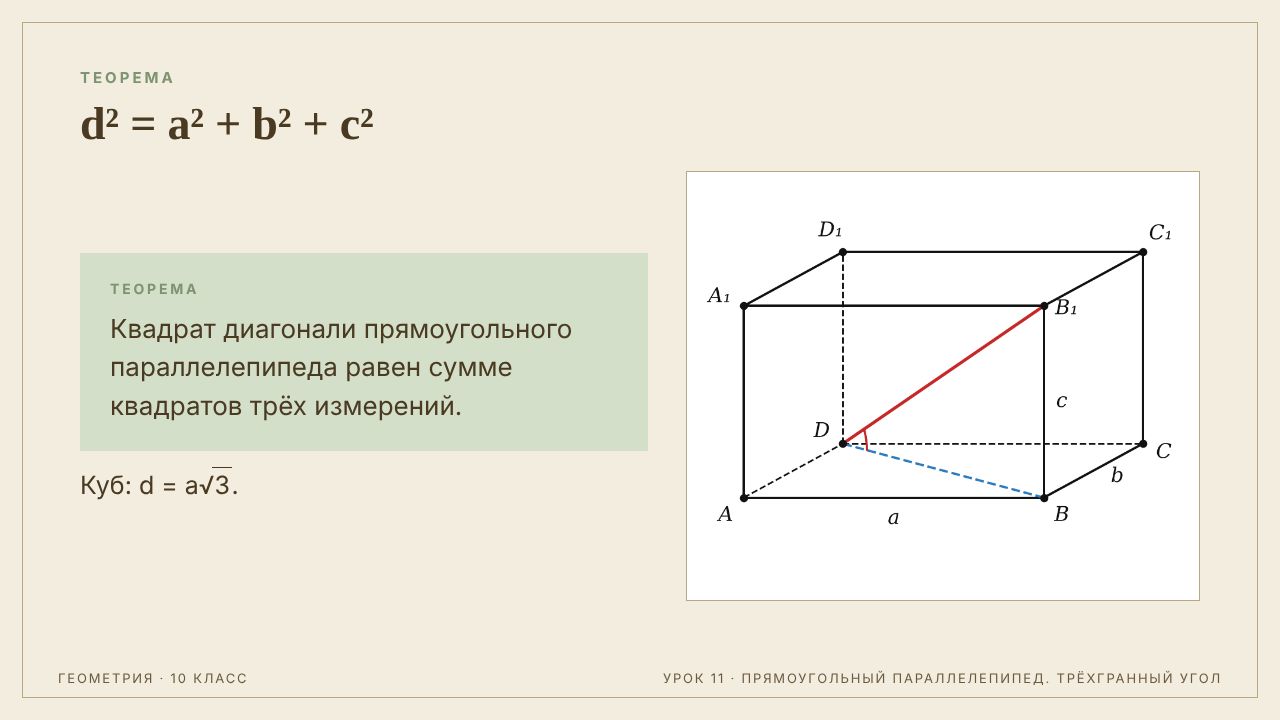 ТЕОРЕМА
d² = a² + b² + c²
ТЕОРЕМА
Квадрат диагонали прямоугольного
параллелепипеда равен сумме
квадратов трёх измерений.
Куб: d = a√3.
D₁
C₁
A₁
B₁
c
D
C
b
A
a
B
ГЕОМЕТРИЯ · 10 КЛАСС
УРОК 11 · ПРЯМОУГОЛЬНЫЙ ПАРАЛЛЕЛЕПИПЕД. ТРЁХГРАННЫЙ УГОЛ